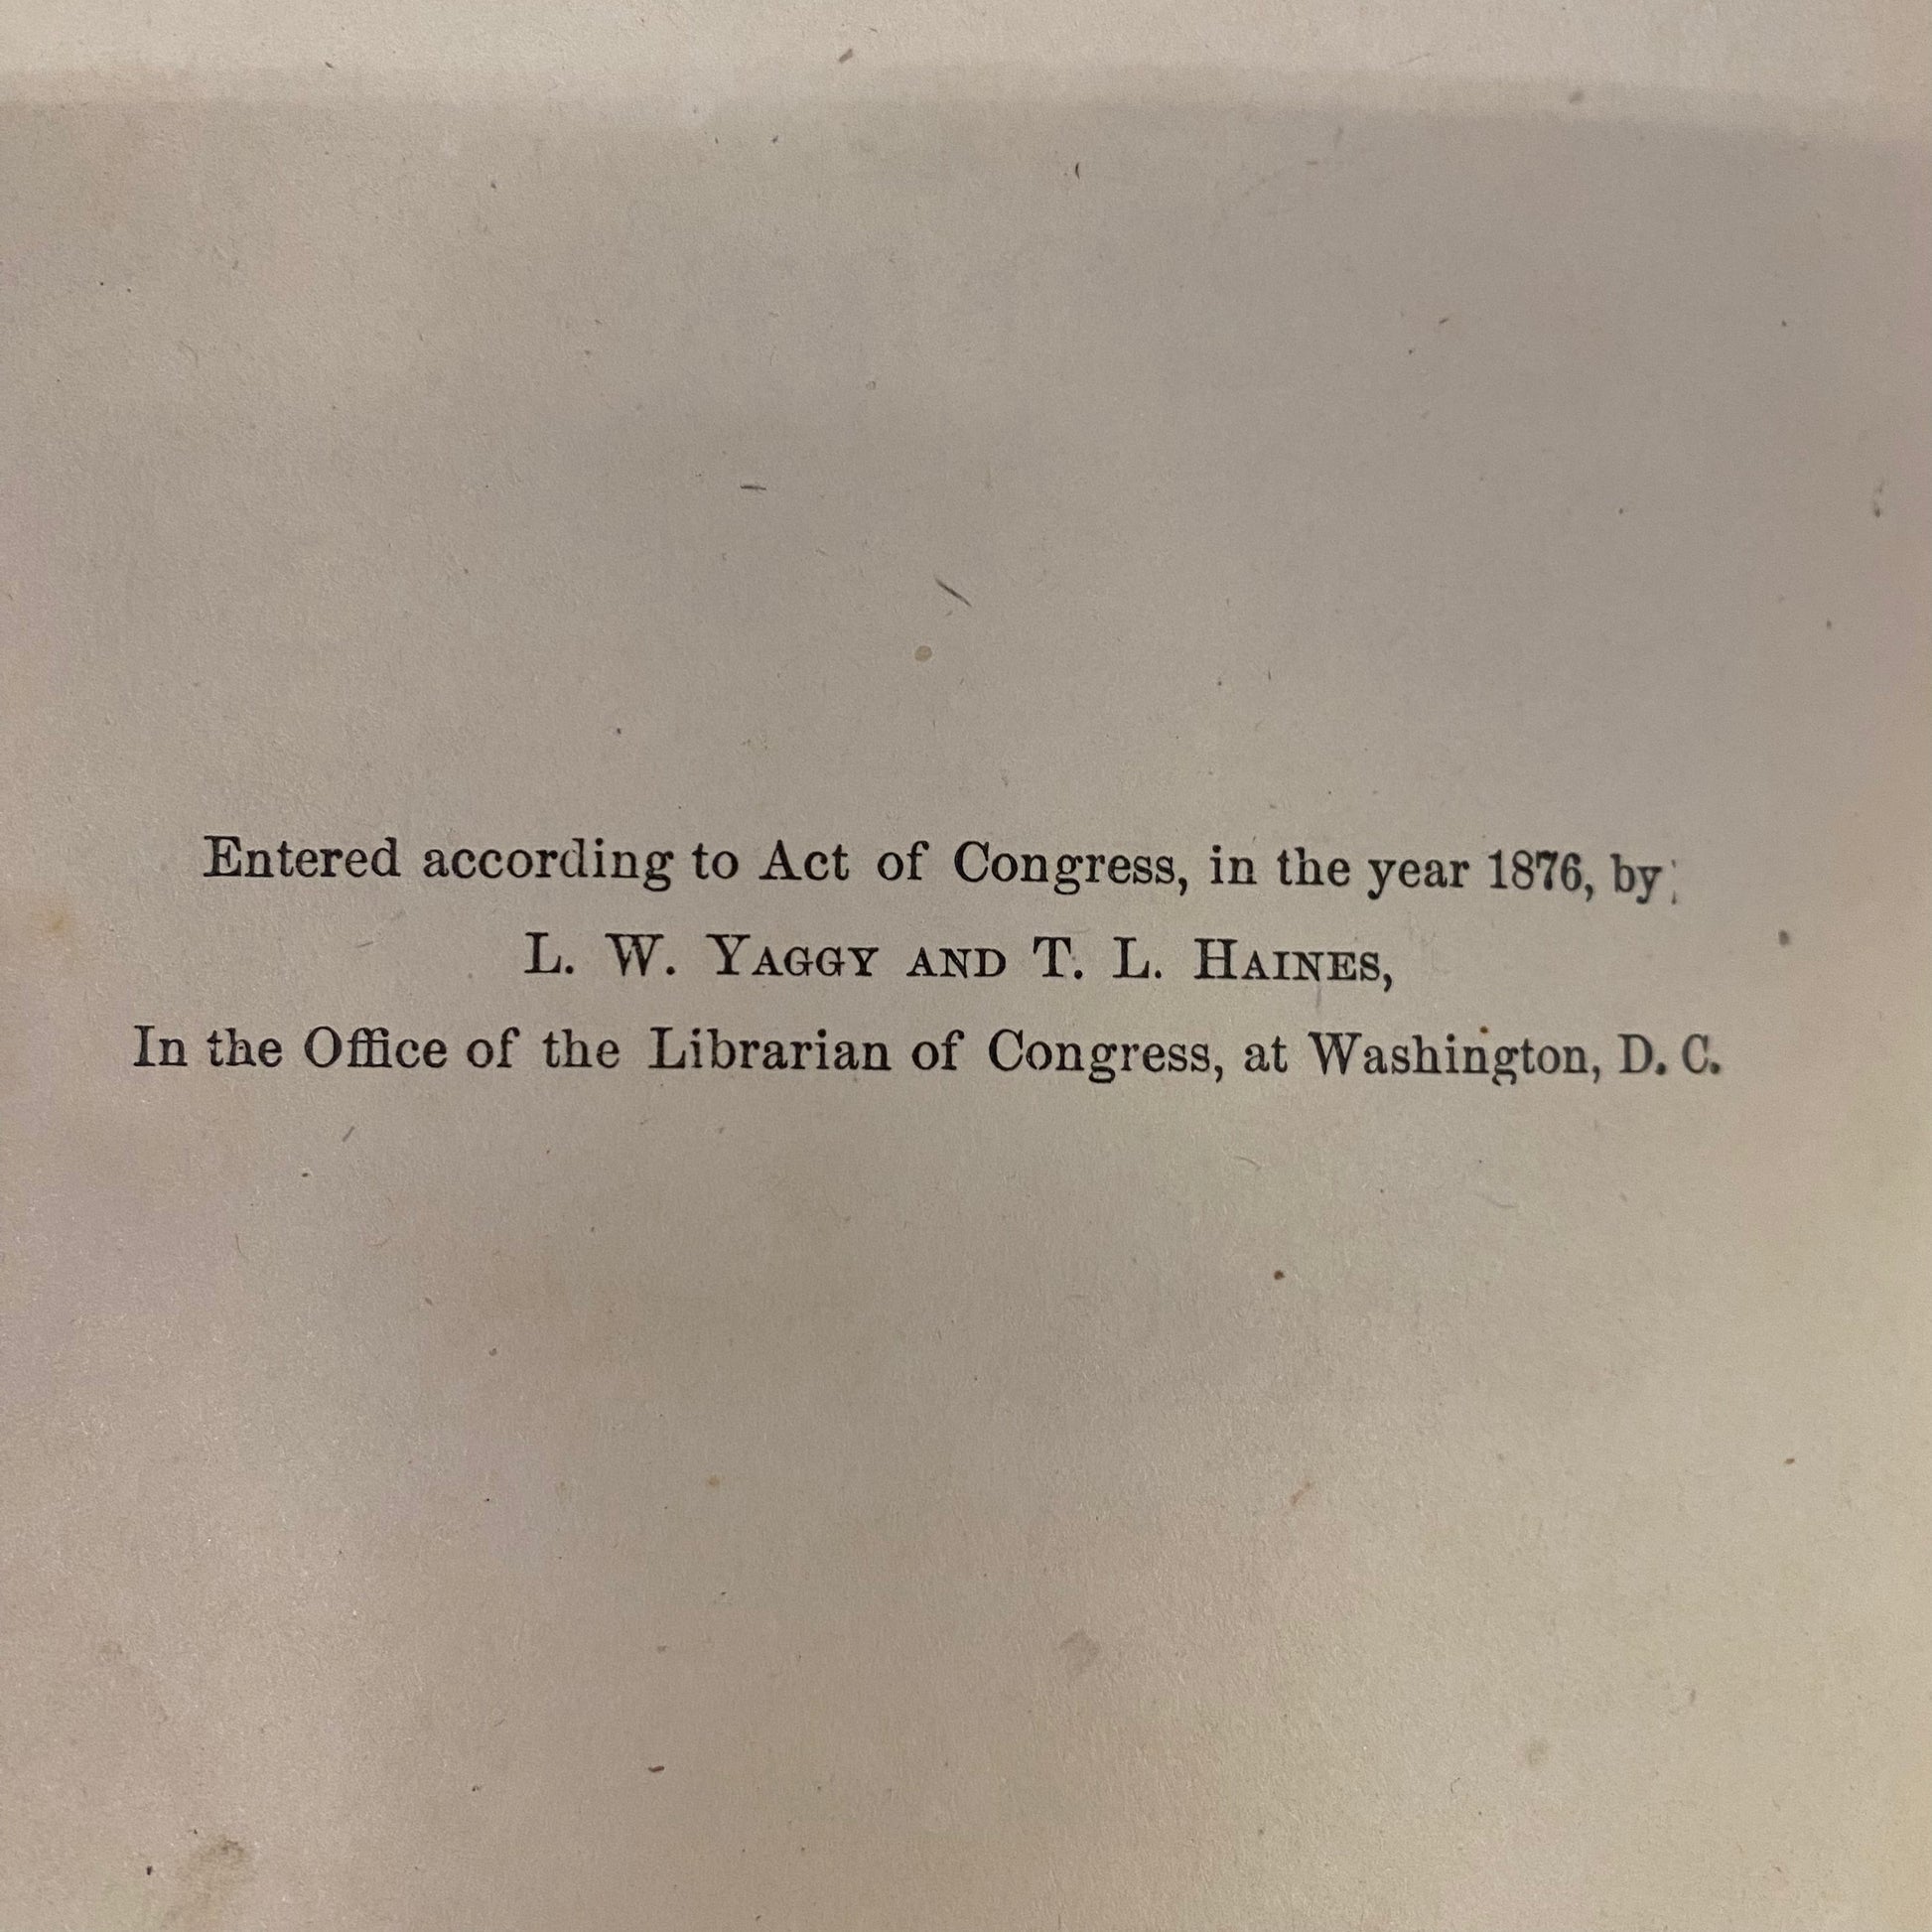 Entered according to Act of Congress, in the year 1876, by
L. W. YAGGY AND T. L. HAINES,
In the Office of the Librarian of Congress, at Washington, D. C.